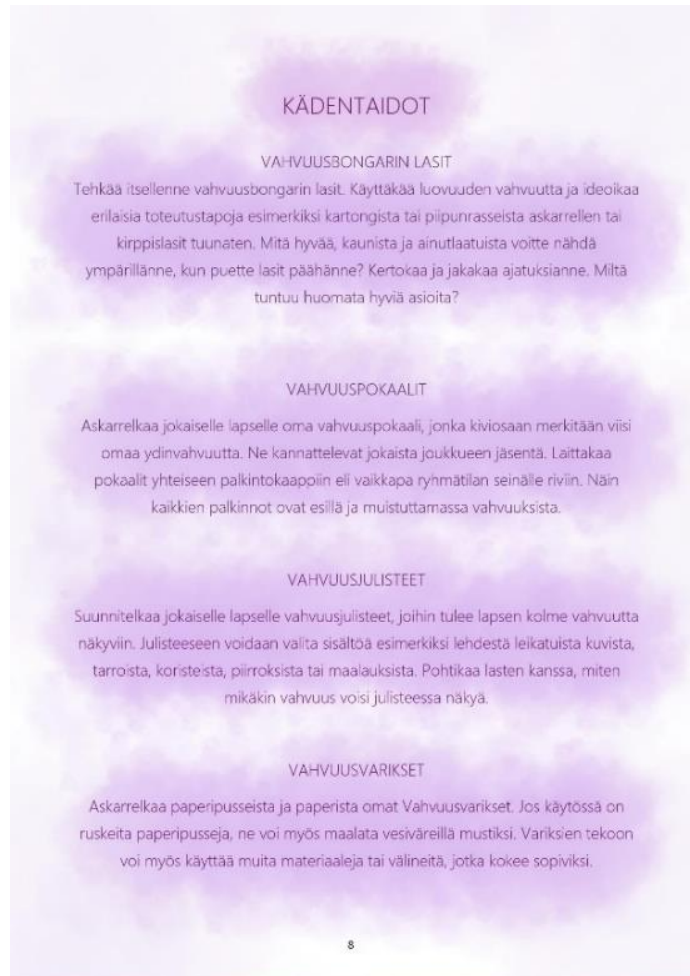 KÄDENTAIDOT
VAHVUUSBONGARIN LASIT
Tehkää itsellenne vahvuusbongarin lasit. Käyttäkää luovuuden vahvuutta ja ideoikaa
erilaisia toteutustapoja esimerkiksi kartongista tai piipunrasseista askarrellen tai
kirppislasit tuunaten. Mitä hyvää, kaunista ja ainutlaatuista voitte nähdä
ympärillänne, kun puette lasit päähänne? Kertokaa ja jakakaa ajatuksianne. Miltä
tuntuu huomata hyviä asioita?
VAHVUUSPOKAALIT
Askarrelkaa jokaiselle lapselle oma vahvuuspokaali, jonka kiviosaan merkitään viisi
omaa ydinvahvuutta. Ne kannattelevat jokaista joukkueen jäsentä. Laittakaa
pokaalit yhteiseen palkintokaappiin eli vaikkapa ryhmätilan seinälle riviin. Näin
kaikkien palkinnot ovat esillä ja muistuttamassa vahvuuksista.
VAHVUUSJULISTEET
Suunnitelkaa jokaiselle lapselle vahvuusjulisteet, joihin tulee lapsen kolme vahvuutta
näkyviin. Julisteeseen voidaan valita sisältöä esimerkiksi lehdestä leikatuista kuvista,
tarroista, koristeista, piirroksista tai maalauksista. Pohtikaa lasten kanssa, miten
mikäkin vahvuus voisi julisteessa näkyä.
VAHVUUSVARIKSET
Askarrelkaa paperipusseista ja paperista omat Vahvuusvarikset. Jos käytössä on
ruskeita paperipusseja, ne voi myös maalata vesiväreillä mustiksi. Variksien tekoon
voi myös käyttää muita materiaaleja tai välineitä, jotka kokee sopiviksi.
8